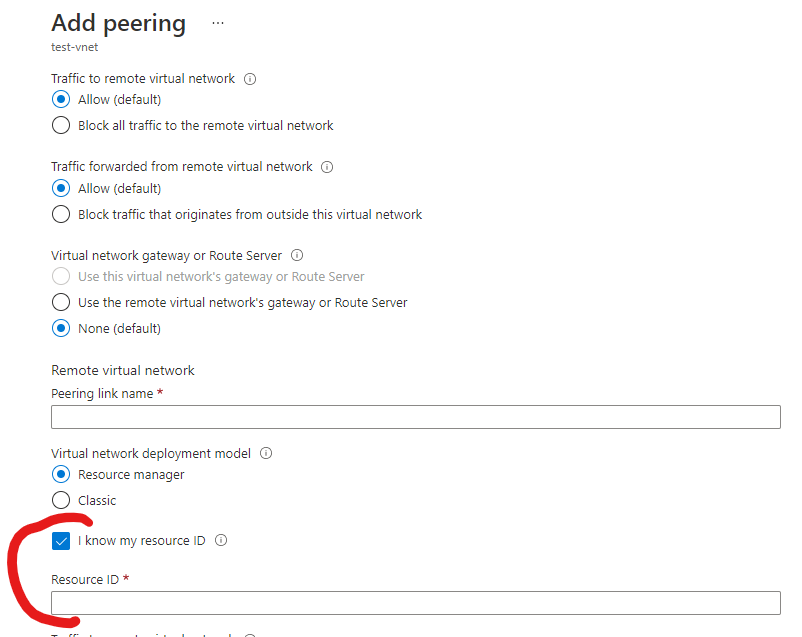 Add peering ...
test-vnet
Traffic to remote virtual network
Allow (default)
Block all traffic to the remote virtual network
Traffic forwarded from remote virtual network
Allow (default)
Block traffic that originates from outside this virtual network
Virtual network gateway or Route Server
Use this virtual network's gateway or Route Server
Use the remote virtual network's gateway or Route Server
None (default)
Remote virtual network
Peering link name *
Virtual network deployment model
Resource manager
Classic
I know my resource ID
Resource ID *